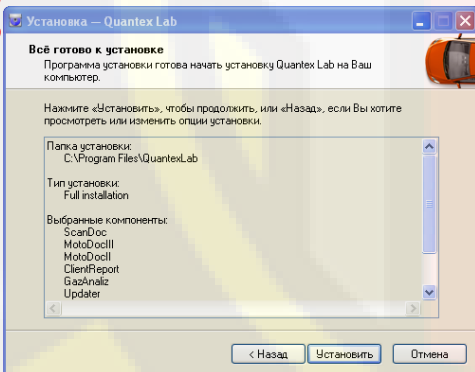 Установка — Quantex Lab
Всё готово к установке
Программа установки готова начать установку Quantex Lab на Ваш
компьютер.
Нажмите «Установить», чтобы продолжить, или «Назад», если Вы хотите
просмотреть или изменить опции установки.
Папка установки:
C:\Program Files\QuantexLab
Тип установки:
Full installation
Выбранные компоненты:
ScanDoc
MotoDocIII
MotoDocII
ClientReport
GazAnaliz
Updater
< Назад
Установить
Отмена